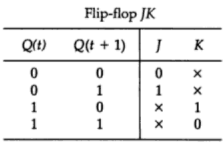 Flip-flop JK
Q(t) Q(t + 1) J K
0 0 0 ×
0 1 1 ×
1 0 × 1
1 1 × 0